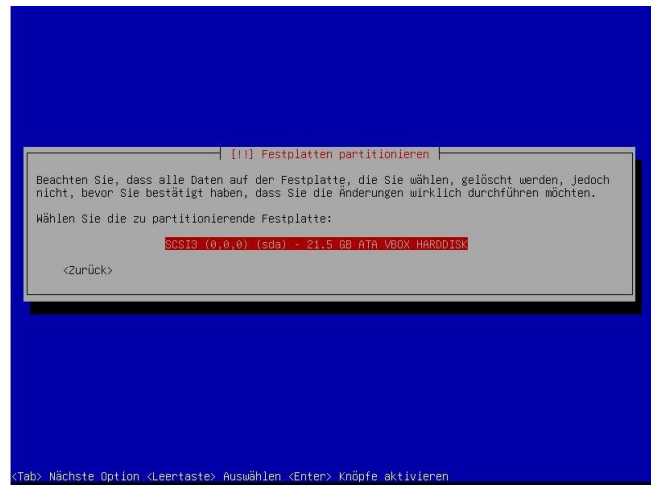 [!!] Festplatten partitionieren
Beachten Sie, dass alle Daten auf der Festplatte, die Sie wählen, gelöscht werden, jedoch
nicht, bevor Sie bestätigt haben, dass Sie die Änderungen wirklich durchführen möchten.
Wählen Sie die zu partitionierende Festplatte:
SCSI3 (0,0,0) (sda) - 21.5 GB ATA VBOX HARDDISK
<Zurück>
<Tab> Nächste Option <Leertaste> Auswählen <Enter> Knöpfe aktivieren